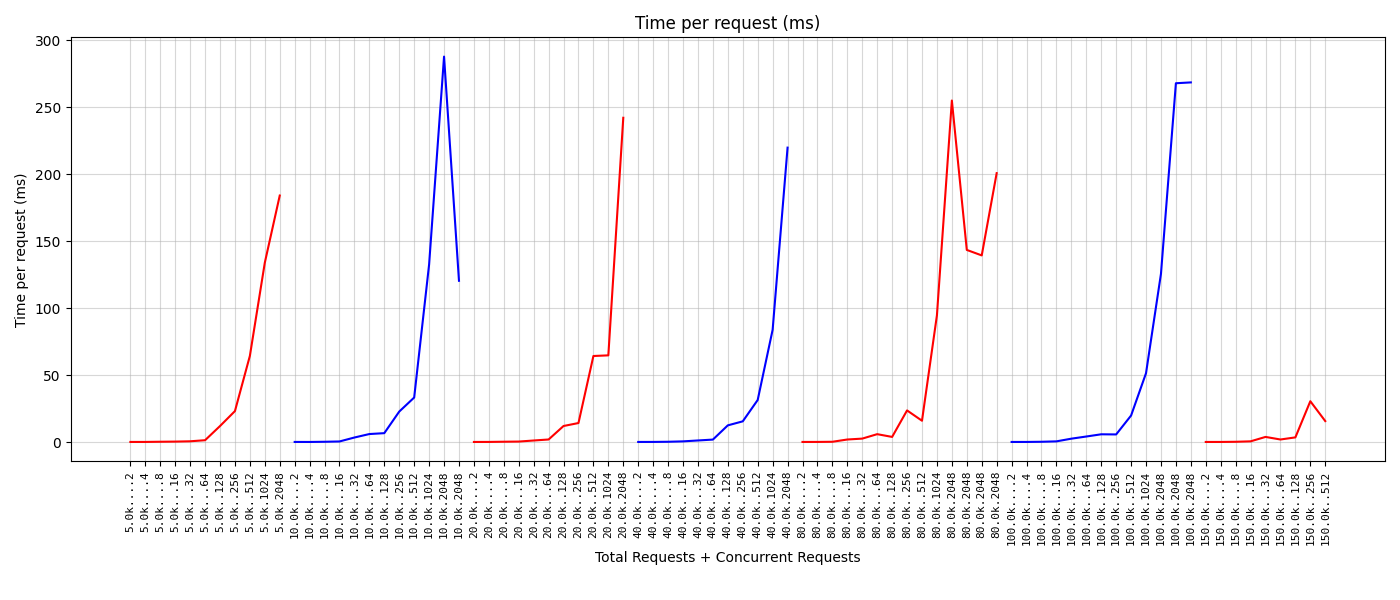 Time per request (ms)
300
250
200
150
100
50
0
Time per request (ms)
5.0k....2
5.0k....4
5.0k....8
5.0k...16
5.0k...32
5.0k...64
5.0k..128
5.0k..256
5.0k..512
5.0k.1024
5.0k.2048
10.0k....2
10.0k....4
10.0k....8
10.0k...16
10.0k...32
10.0k...64
10.0k..128
10.0k..256
10.0k..512
10.0k.1024
10.0k.2048
10.0k.2048
20.0k....2
20.0k....4
20.0k....8
20.0k...16
20.0k...32
20.0k...64
20.0k..128
20.0k..256
20.0k..512
20.0k.1024
20.0k.2048
40.0k....2
40.0k....4
40.0k....8
40.0k...16
40.0k...32
40.0k...64
40.0k..128
40.0k..256
40.0k..512
40.0k.1024
40.0k.2048
80.0k....2
80.0k....4
80.0k....8
80.0k...16
80.0k...32
80.0k...64
80.0k..128
80.0k..256
80.0k..512
80.0k.1024
80.0k.2048
80.0k.2048
80.0k.2048
80.0k.2048
100.0k....2
100.0k....4
100.0k....8
100.0k...16
100.0k...32
100.0k...64
100.0k..128
100.0k..256
100.0k..512
100.0k.1024
100.0k.2048
100.0k.2048
100.0k.2048
150.0k....2
150.0k....4
150.0k....8
150.0k...16
150.0k...32
150.0k...64
150.0k..128
150.0k..256
150.0k..512
Total Requests + Concurrent Requests